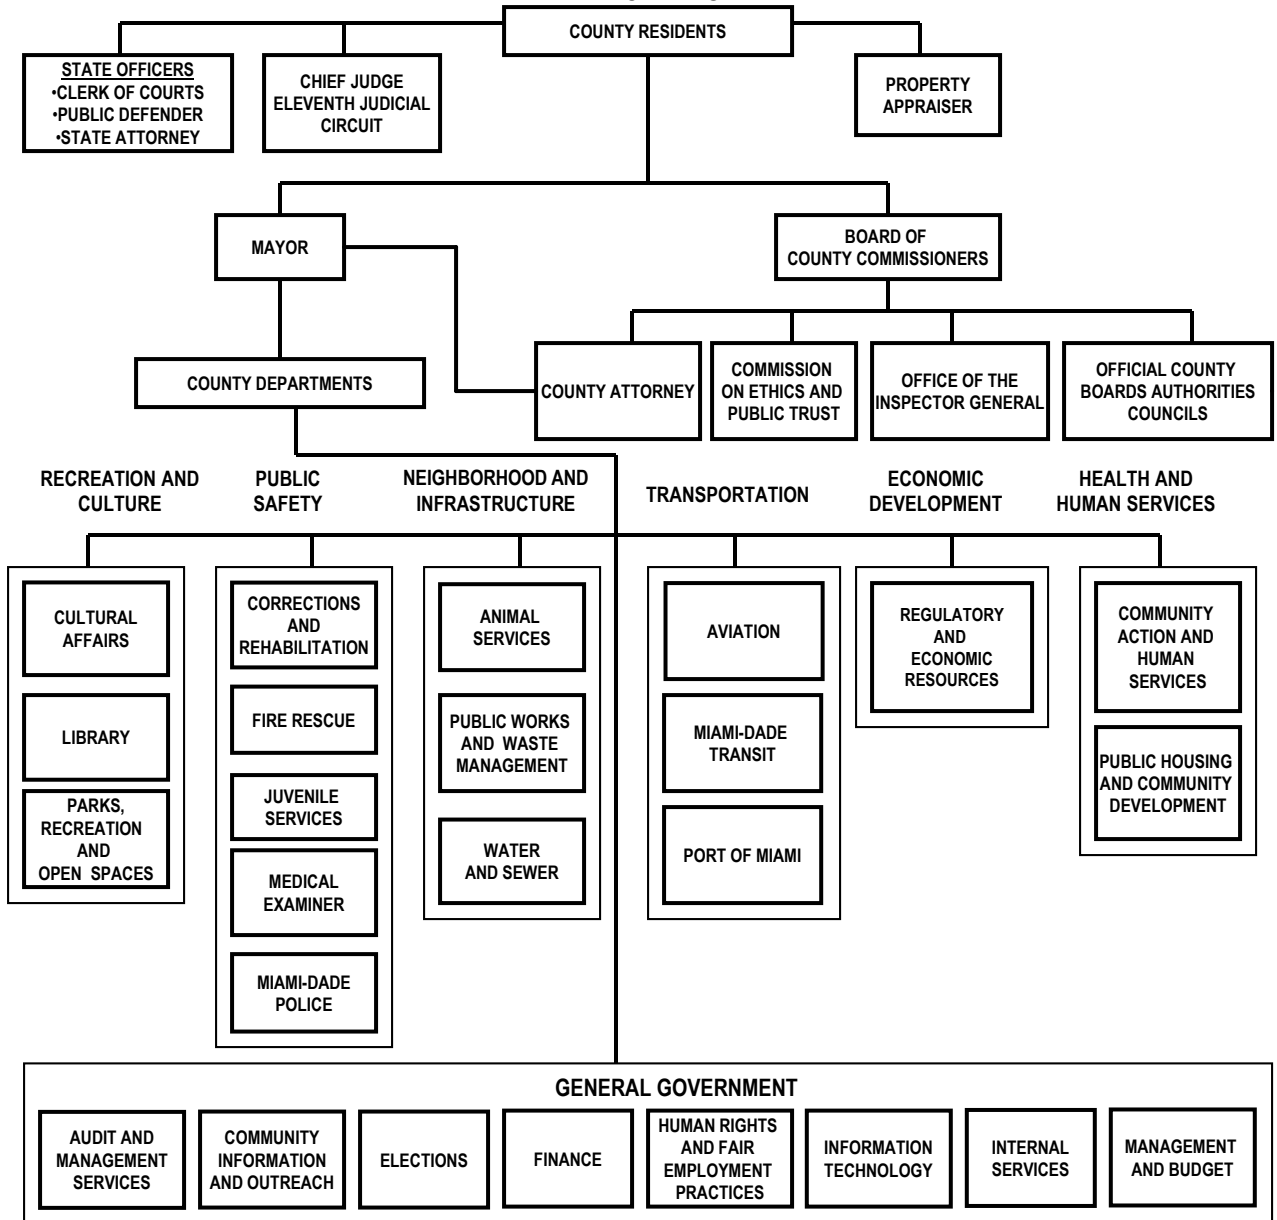 COUNTY RESIDENTS
STATE OFFICERS
•CLERK OF COURTS
•PUBLIC DEFENDER
•STATE ATTORNEY
CHIEF JUDGE
ELEVENTH JUDICIAL
CIRCUIT
PROPERTY
APPRAISER
MAYOR
BOARD OF
COUNTY COMMISSIONERS
COUNTY DEPARTMENTS
COUNTY ATTORNEY
COMMISSION
ON ETHICS AND
PUBLIC TRUST
OFFICE OF THE
INSPECTOR GENERAL
OFFICIAL COUNTY
BOARDS AUTHORITIES
COUNCILS
RECREATION AND
CULTURE
PUBLIC
SAFETY
NEIGHBORHOOD AND
INFRASTRUCTURE
TRANSPORTATION
ECONOMIC
DEVELOPMENT
HEALTH AND
HUMAN SERVICES
CULTURAL
AFFAIRS
LIBRARY
PARKS,
RECREATION
AND
OPEN SPACES
CORRECTIONS
AND
REHABILITATION
FIRE RESCUE
JUVENILE
SERVICES
MEDICAL
EXAMINER
MIAMI-DADE
POLICE
ANIMAL
SERVICES
PUBLIC WORKS
AND WASTE
MANAGEMENT
WATER
AND SEWER
AVIATION
MIAMI-DADE
TRANSIT
PORT OF MIAMI
REGULATORY
AND
ECONOMIC
RESOURCES
COMMUNITY
ACTION AND
HUMAN
SERVICES
PUBLIC HOUSING
AND COMMUNITY
DEVELOPMENT
GENERAL GOVERNMENT
AUDIT AND
MANAGEMENT
SERVICES
COMMUNITY
INFORMATION
AND OUTREACH
ELECTIONS
FINANCE
HUMAN RIGHTS
AND FAIR
EMPLOYMENT
PRACTICES
INFORMATION
TECHNOLOGY
INTERNAL
SERVICES
MANAGEMENT
AND BUDGET